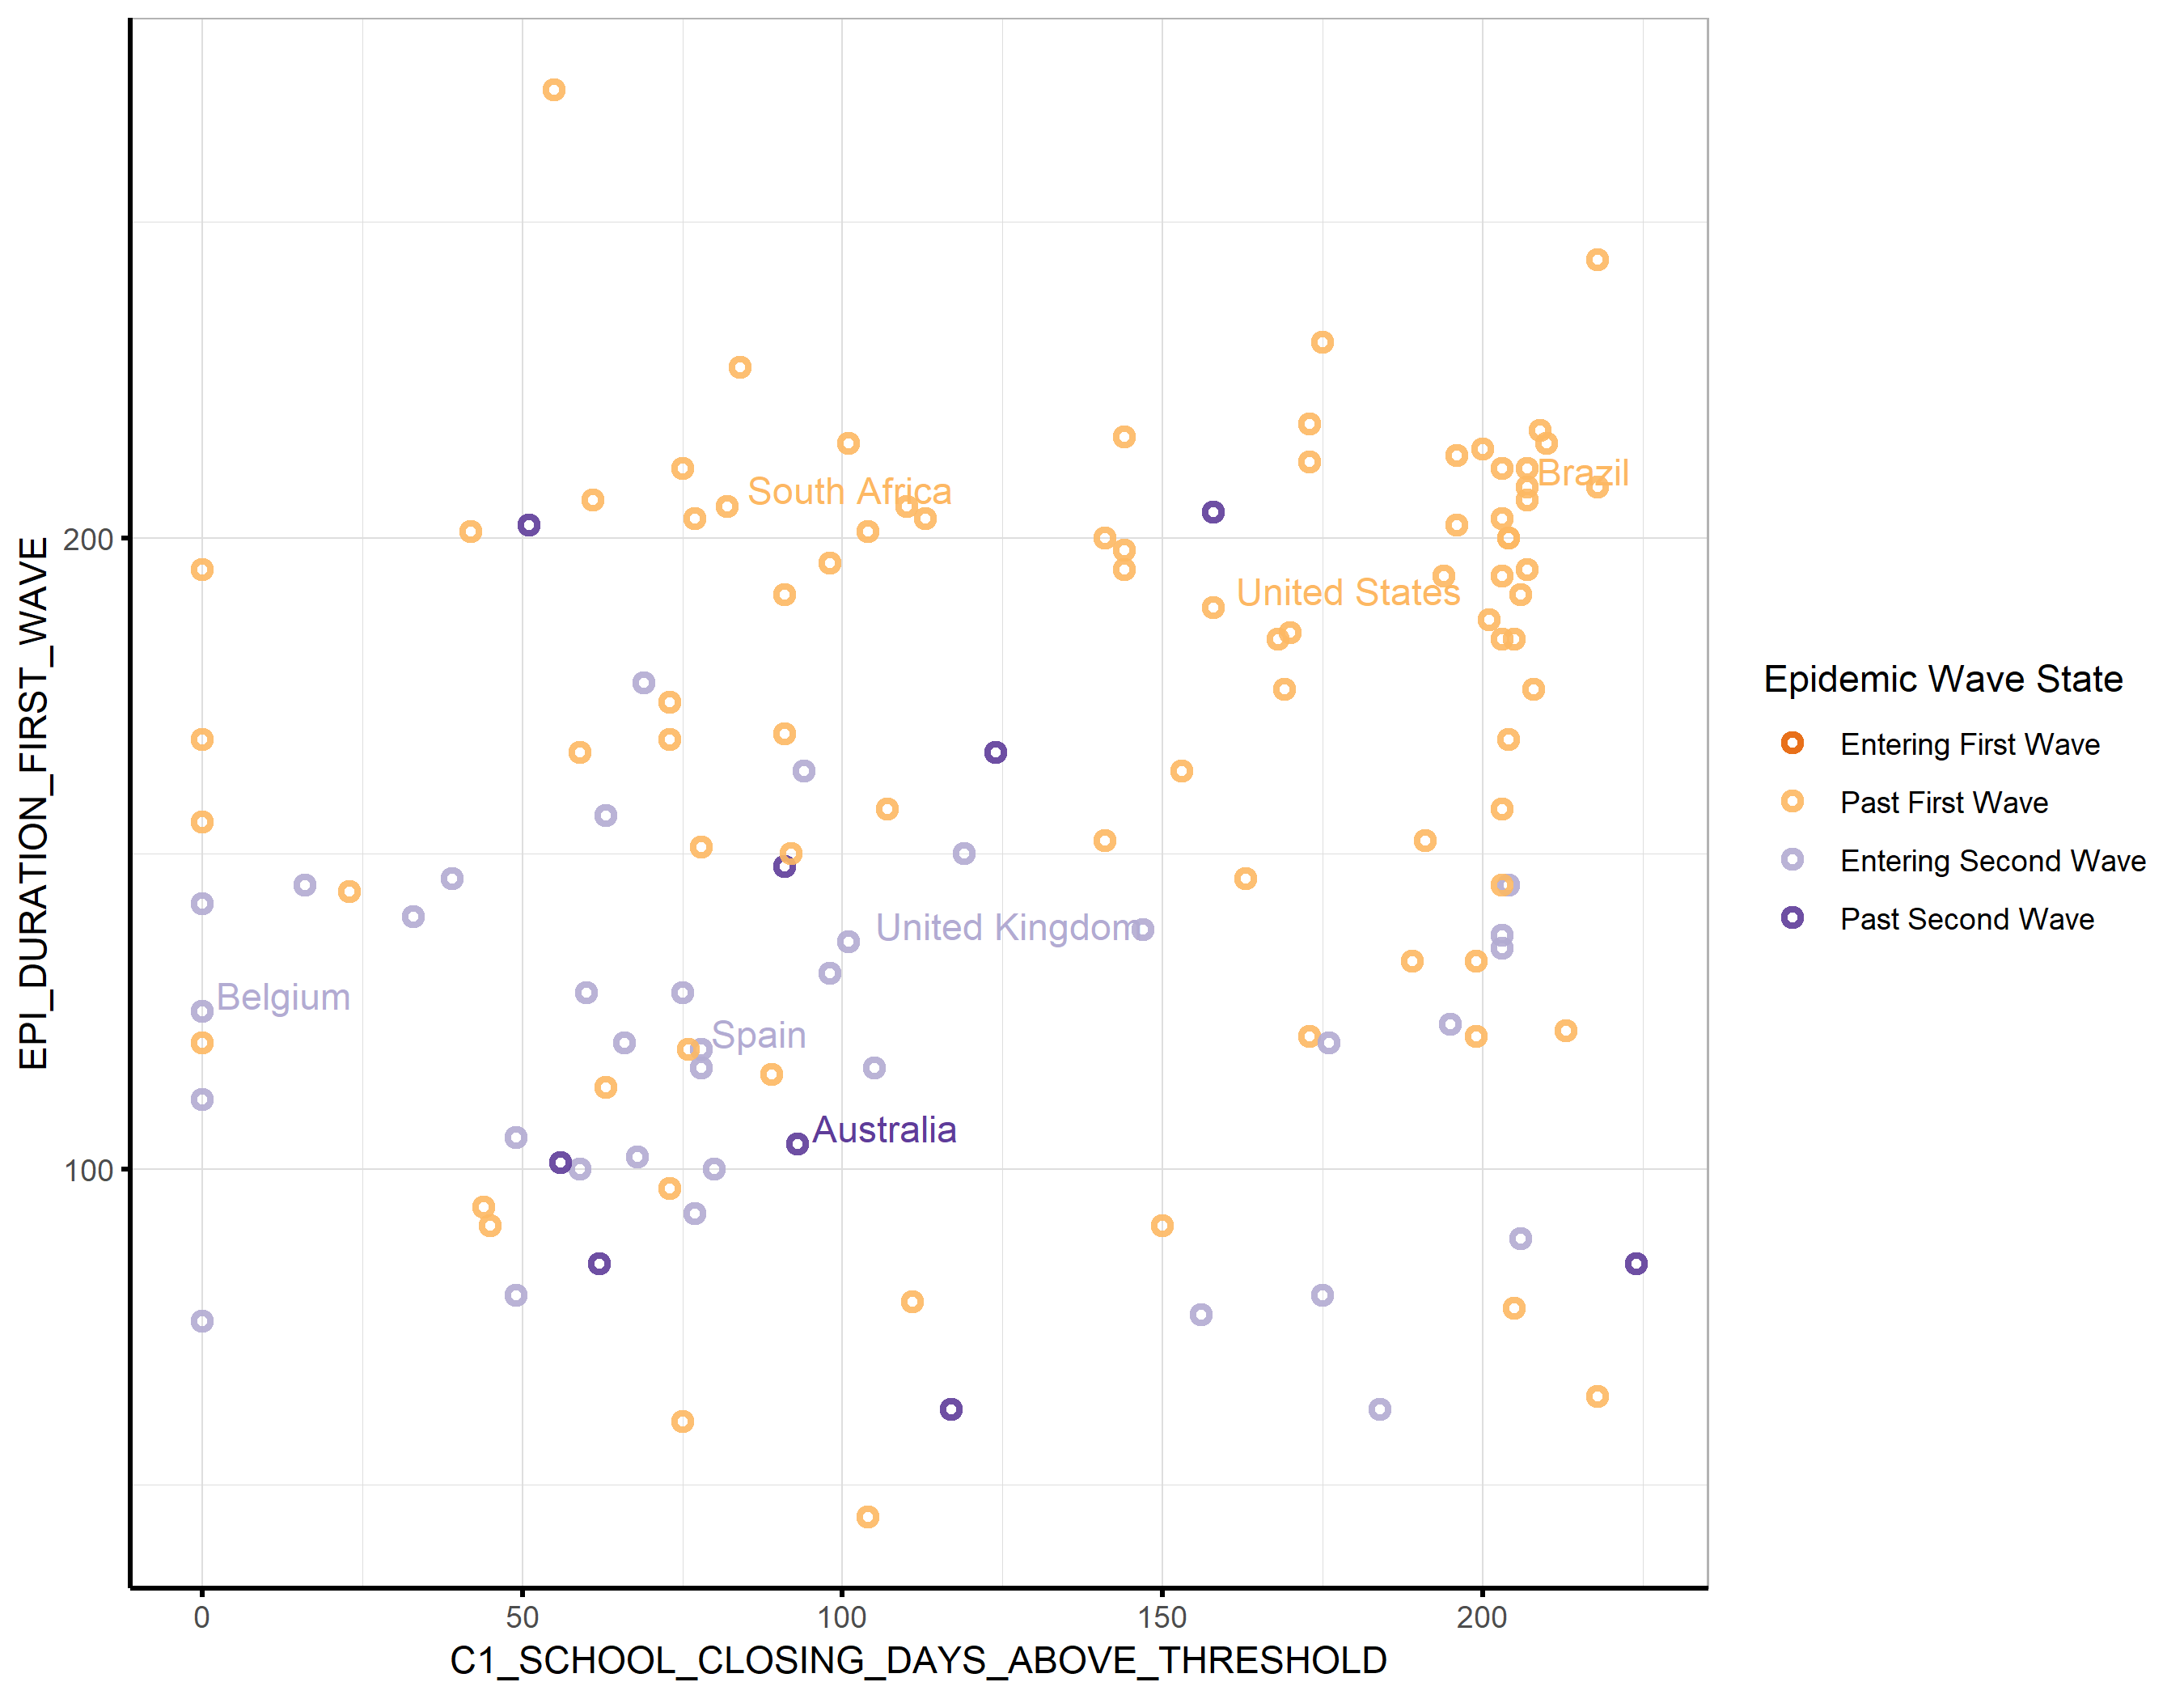 EPI_DURATION_FIRST_WAVE
200
100
South Africa
Brazil
United States
United Kingdom
Belgium
Spain
Australia
0
50
100
150
200
C1_SCHOOL_CLOSING_DAYS_ABOVE_THRESHOLD
Epidemic Wave State
Entering First Wave
Past First Wave
Entering Second Wave
Past Second Wave